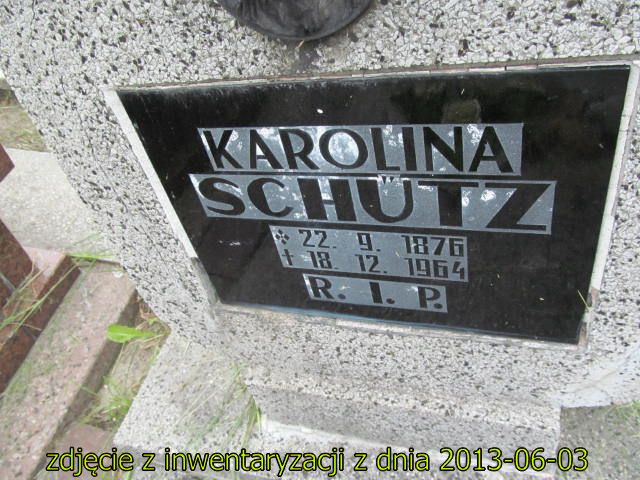 KAROLINA
SCHÜTZ
* 22. 9. 1876
† 18. 12. 1964
R. I. P.
zdjęcie z inwentaryzacji z dnia 2013-06-03